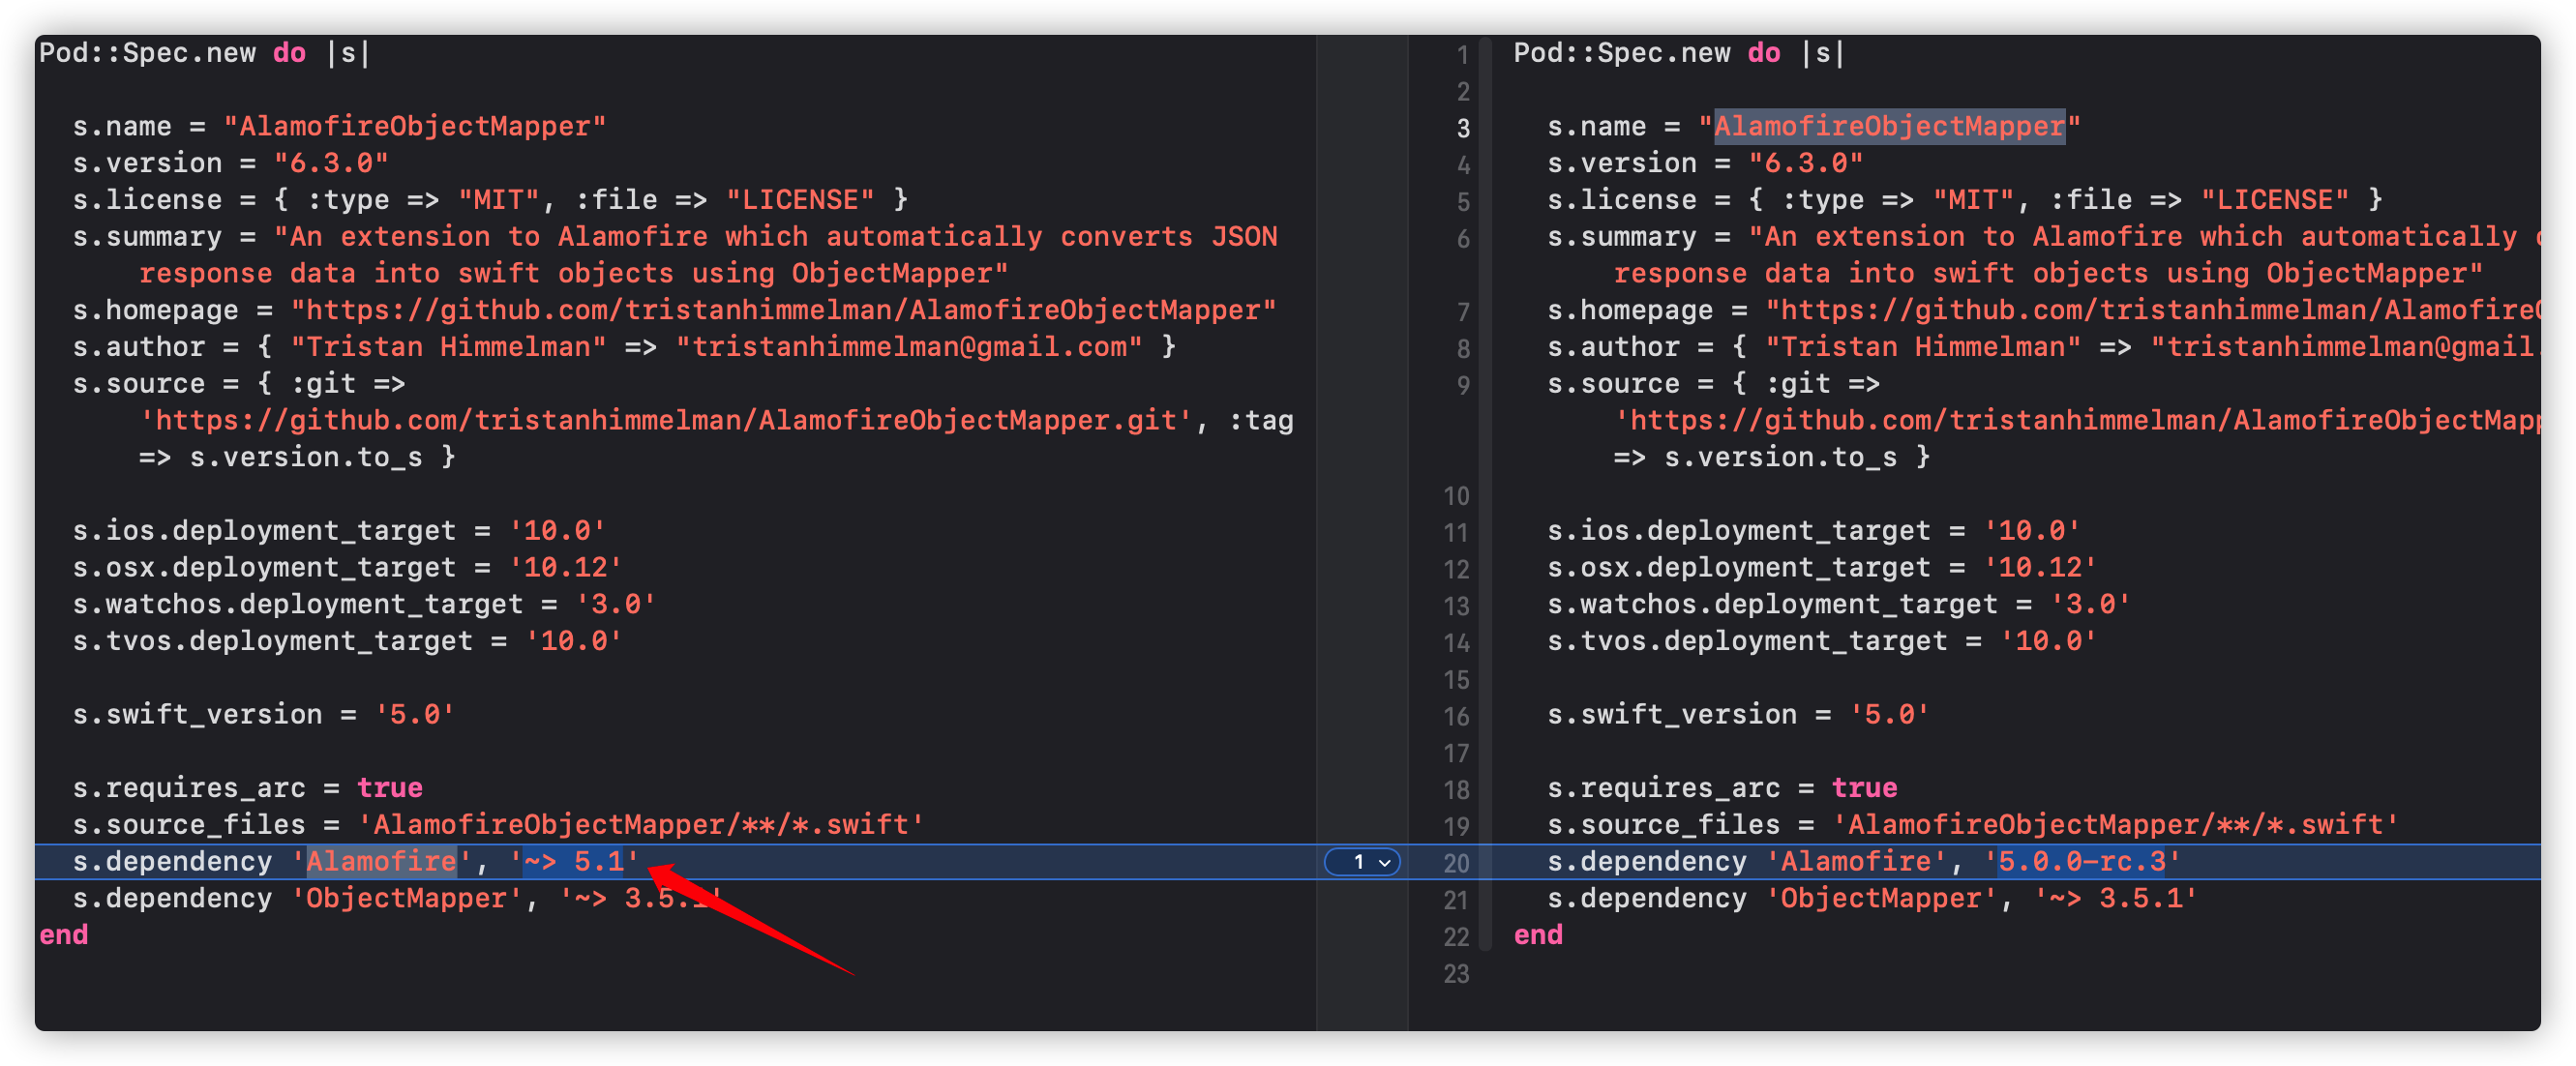 Pod::Spec.new do |s|
s.name = "AlamofireObjectMapper"
s.version = "6.3.0"
s.license = { :type => "MIT", :file => "LICENSE" }
s.summary = "An extension to Alamofire which automatically converts JSON
response data into swift objects using ObjectMapper"
s.homepage = "https://github.com/tristanhimmelman/AlamofireObjectMapper"
s.author = { "Tristan Himmelman" => "tristanhimmelman@gmail.com" }
s.source = { :git =>
'https://github.com/tristanhimmelman/AlamofireObjectMapper.git', :tag
=> s.version.to_s }
s.ios.deployment_target = '10.0'
s.osx.deployment_target = '10.12'
s.watchos.deployment_target = '3.0'
s.tvos.deployment_target = '10.0'
s.swift_version = '5.0'
s.requires_arc = true
s.source_files = 'AlamofireObjectMapper/**/*.swift'
s.dependency 'Alamofire', '~> 5.1'
s.dependency 'ObjectMapper', '~> 3.5.1'
end
1
1 Pod::Spec.new do |s|
2
3 s.name = "AlamofireObjectMapper"
4 s.version = "6.3.0"
5 s.license = { :type => "MIT", :file => "LICENSE" }
6 s.summary = "An extension to Alamofire which automatically
response data into swift objects using ObjectMapper"
7 s.homepage = "https://github.com/tristanhimmelman/Alamofire
8 s.author = { "Tristan Himmelman" => "tristanhimmelman@gmail.
9 s.source = { :git =>
'https://github.com/tristanhimmelman/AlamofireObjectMap
=> s.version.to_s }
10
11 s.ios.deployment_target = '10.0'
12 s.osx.deployment_target = '10.12'
13 s.watchos.deployment_target = '3.0'
14 s.tvos.deployment_target = '10.0'
15
16 s.swift_version = '5.0'
17
18 s.requires_arc = true
19 s.source_files = 'AlamofireObjectMapper/**/*.swift'
20 s.dependency 'Alamofire', '5.0.0-rc.3'
21 s.dependency 'ObjectMapper', '~> 3.5.1'
22 end
23